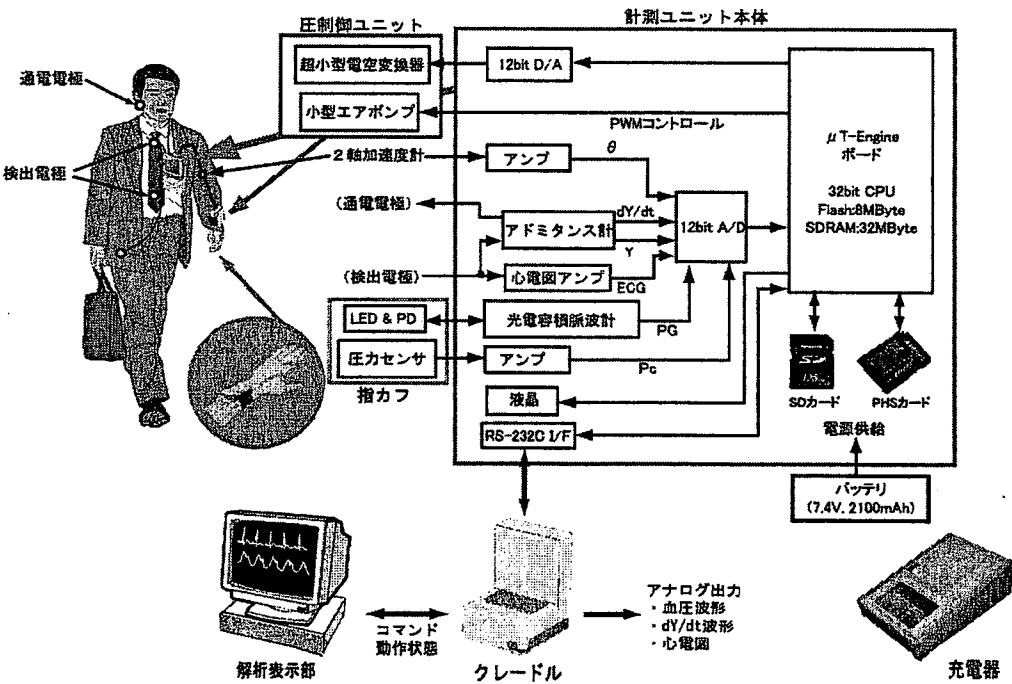 圧制御ユニット
計測ユニット本体
超小型電空変換器
12bit D/A
通電電極
小型エアポンプ
PWMコントロール
μT-Engine
ボード
32bit CPU
Flash:8MByte
SDRAM:32MByte
検出電極
2軸加速度計
アンプ
θ
(通電電極)
アドミタンス計
dY/dt
Y
12bit A/D
(検出電極)
心電図アンプ
ECG
LED & PD
光電容積脈波計
PG
圧力センサ
アンプ
Pc
指カフ
液晶
SDカード
PHSカード
RS-232C I/F
電源供給
バッテリ
(7.4V, 2100mAh)
アナログ出力
・血圧波形
・dY/dt波形
・心電図
コマンド
動作状態
解析表示部
クレードル
充電器